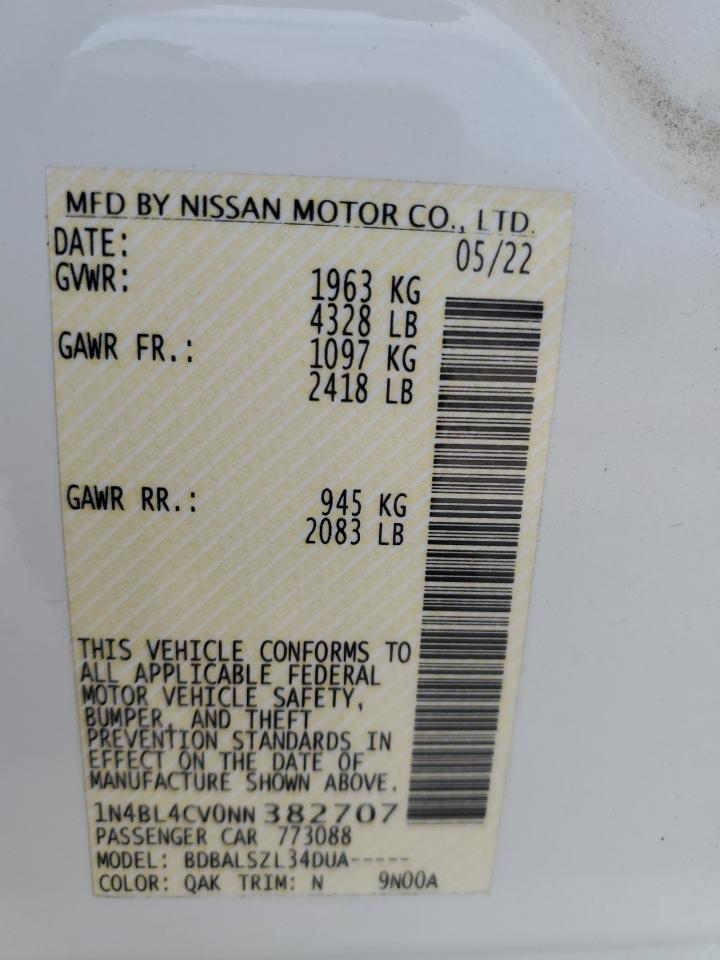 MFD BY NISSAN MOTOR CO., LTD.
DATE: 05/22
GVWR: 1963 KG
4328 LB
GAWR FR.: 1097 KG
2418 LB
GAWR RR.: 945 KG
2083 LB
THIS VEHICLE CONFORMS TO
ALL APPLICABLE FEDERAL
MOTOR VEHICLE SAFETY,
BUMPER, AND THEFT
PREVENTION STANDARDS IN
EFFECT ON THE DATE OF
MANUFACTURE SHOWN ABOVE.
1N4BL4CV0NN382707
PASSENGER CAR 773088
MODEL: BDBALSZL34DUA-----
COLOR: QAK TRIM: N 9N00A